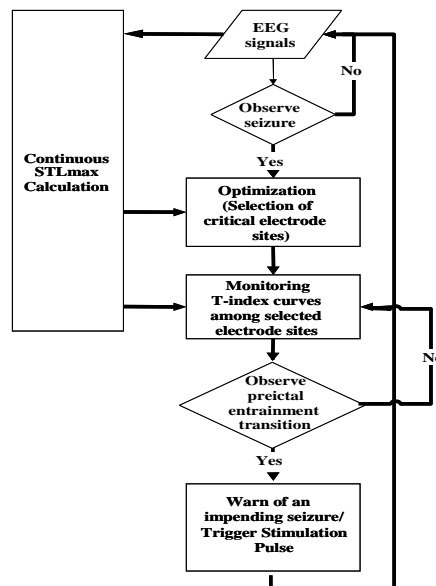 EEG
signals
No
Observe
seizure
Yes
Continuous
STLmax
Calculation
Optimization
(Selection of
critical electrode
sites)
Monitoring
T-index curves
among selected
electrode sites
No
Observe
preictal
entrainment
transition
Yes
Warn of an
impending seizure/
Trigger Stimulation
Pulse